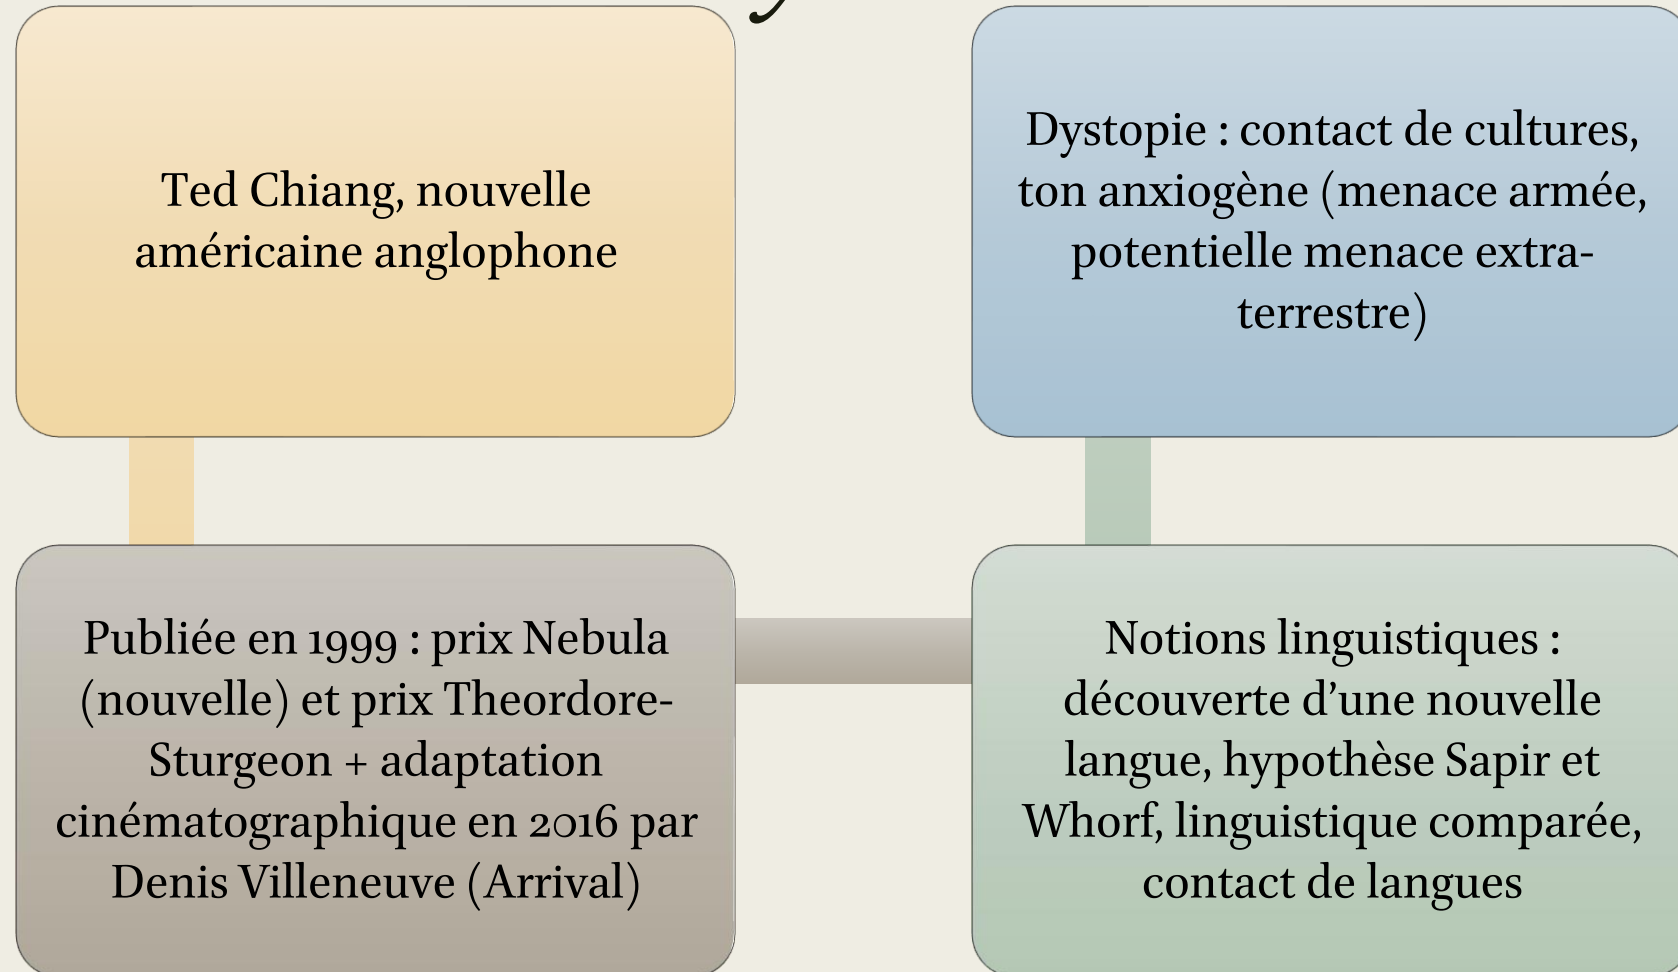 Ted Chiang, nouvelle
américaine anglophone
Publiée en 1999 : prix Nebula
(nouvelle) et prix Theordore-
Sturgeon + adaptation
cinématographique en 2016 par
Denis Villeneuve (Arrival)
Notions linguistiques :
découverte d’une nouvelle
langue, hypothèse Sapir et
Whorf, linguistique comparée,
contact de langues
Dystopie : contact de cultures,
ton anxiogène (menace armée,
potentielle menace extra-
terrestre)